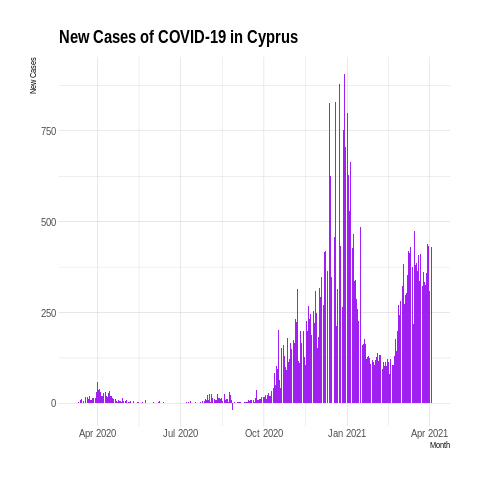 New Cases of COVID-19 in Cyprus
New Cases
750
500
250
0
Apr 2020 Jul 2020 Oct 2020 Jan 2021 Apr 2021
Month